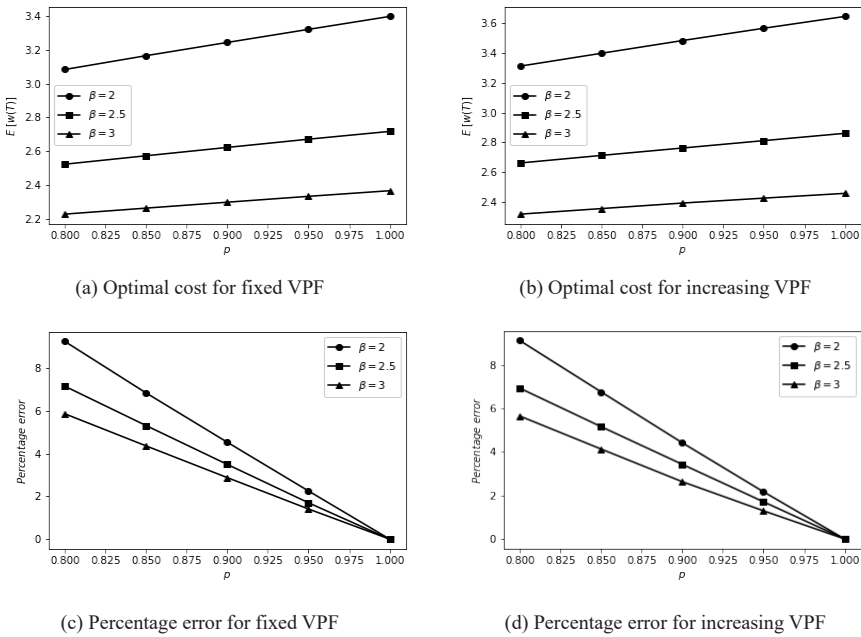 3.4
3.2
3.0
2.8
2.6
2.4
2.2
E [w(T)]
β = 2
β = 2.5
β = 3
0.800 0.825 0.850 0.875 0.900 0.925 0.950 0.975 1.000
p
(a) Optimal cost for fixed VPF
3.6
3.4
3.2
3.0
2.8
2.6
2.4
E [w(T)]
β = 2
β = 2.5
β = 3
0.800 0.825 0.850 0.875 0.900 0.925 0.950 0.975 1.000
p
(b) Optimal cost for increasing VPF
8
6
4
2
0
Percentage error
β = 2
β = 2.5
β = 3
0.800 0.825 0.850 0.875 0.900 0.925 0.950 0.975 1.000
p
(c) Percentage error for fixed VPF
8
6
4
2
0
Percentage error
β = 2
β = 2.5
β = 3
0.800 0.825 0.850 0.875 0.900 0.925 0.950 0.975 1.000
p
(d) Percentage error for increasing VPF